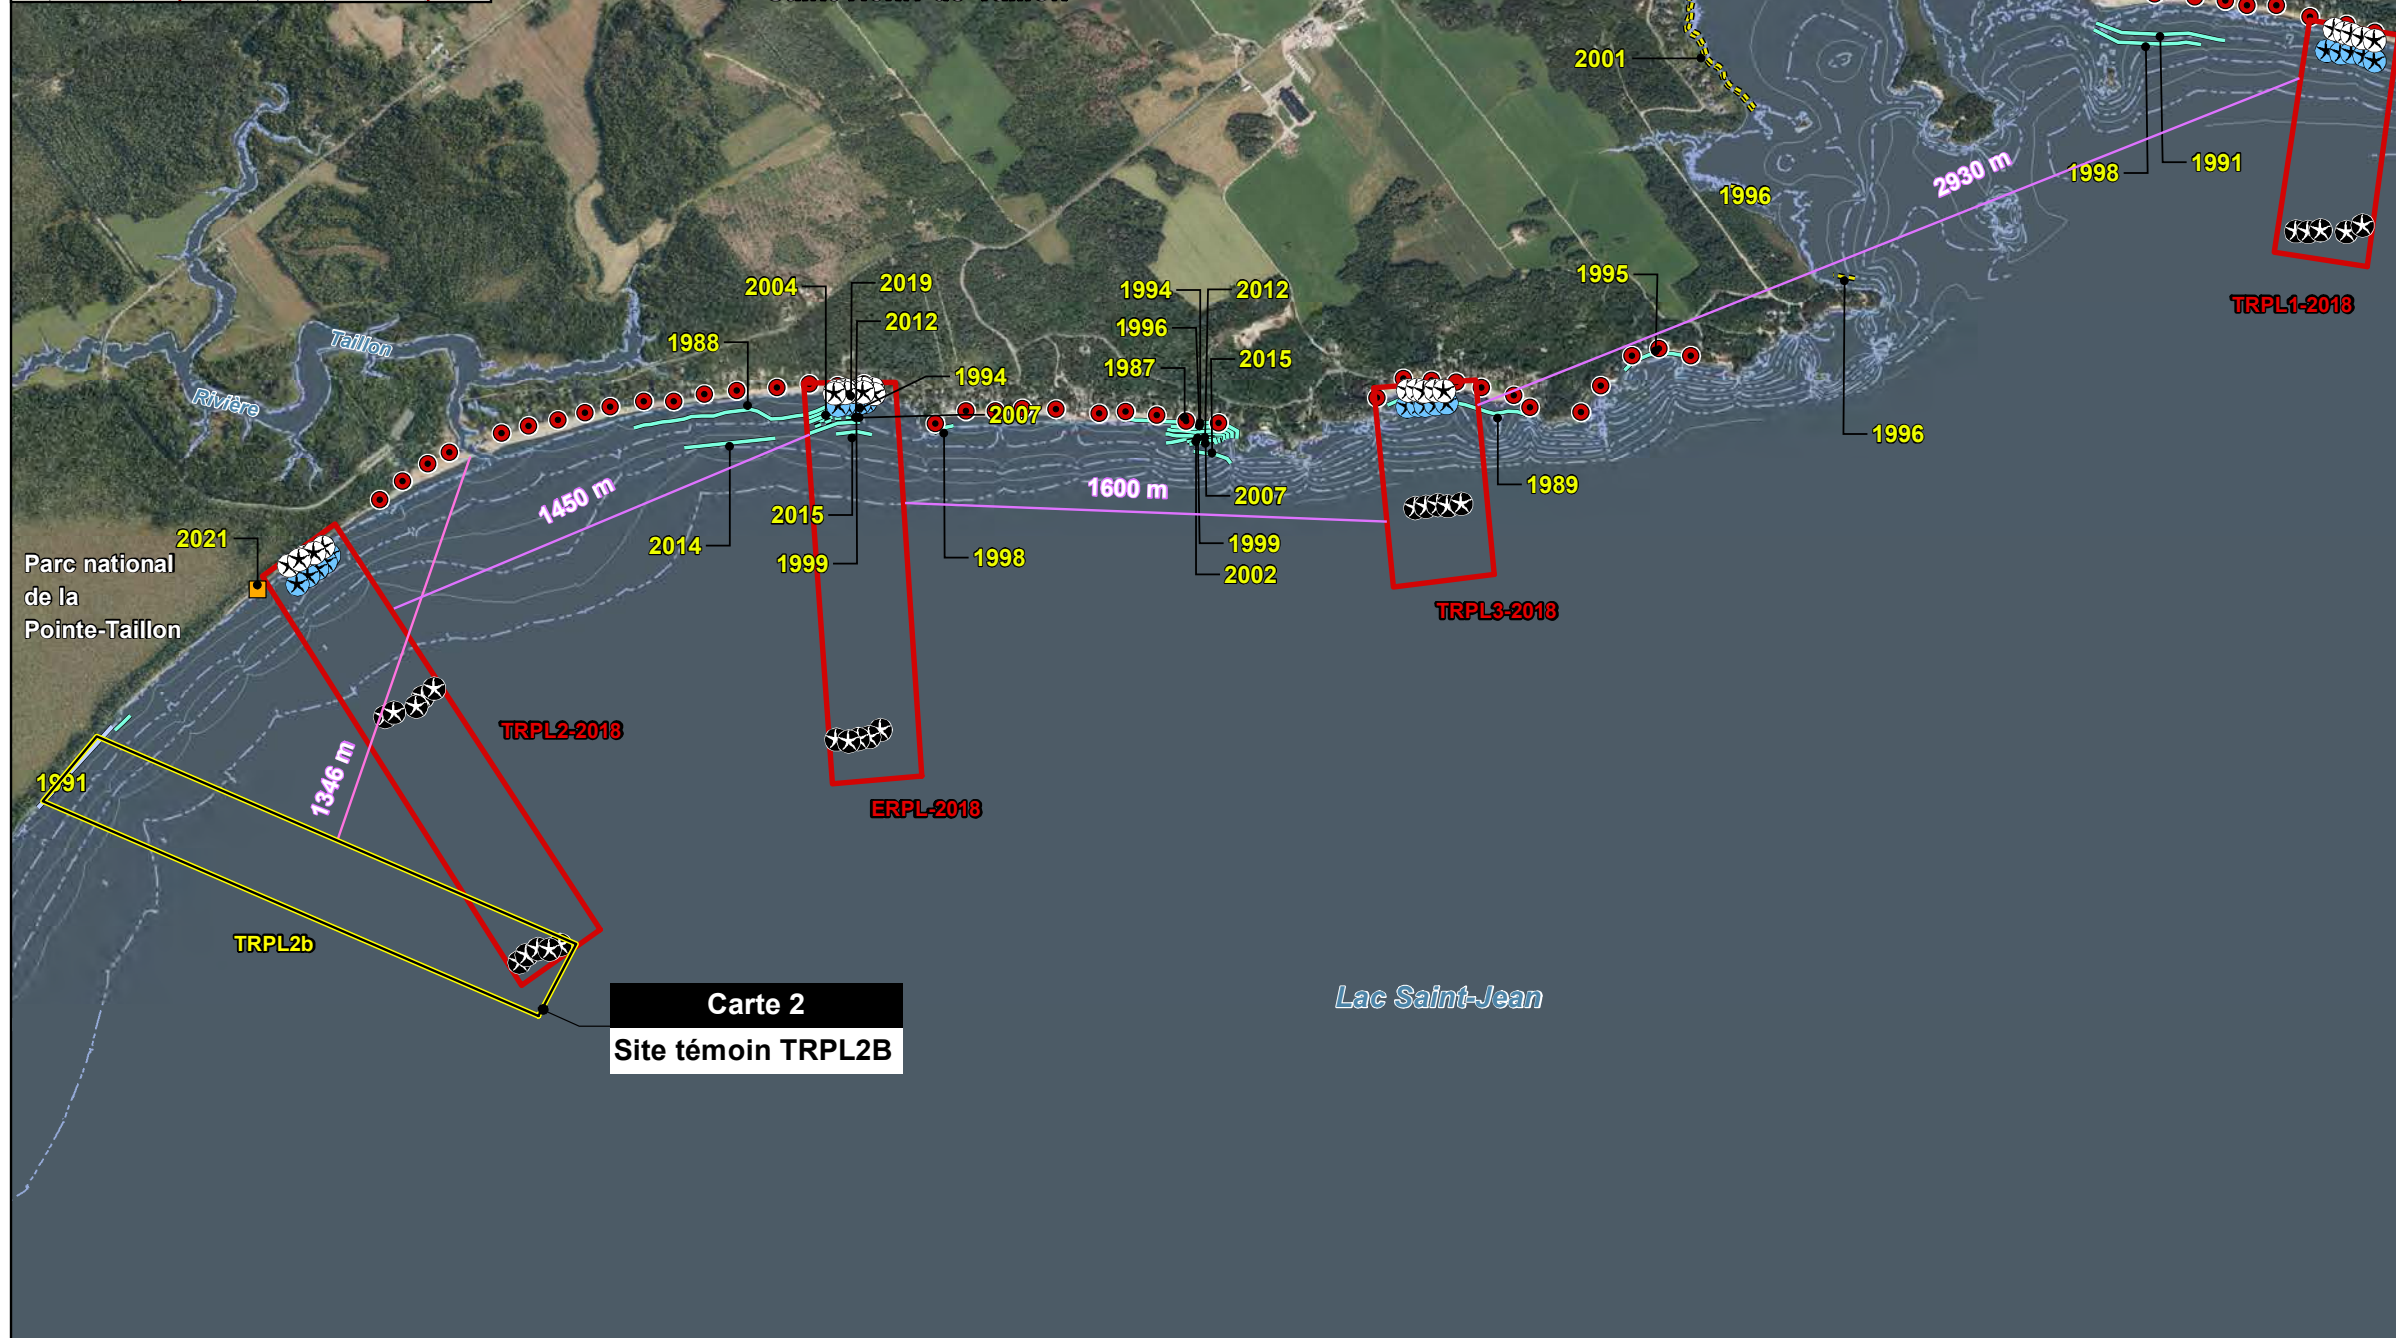 2001
1998
1991
2930 m
1996
TRPL1-2018
2004
2019
2012
1988
1994
2007
1994
2012
1996
1987
2015
1995
1996
Taillon
Rivière
1450 m
1600 m
2015
2014
1999
1998
2007
1999
2002
1989
TRPL3-2018
2021
Parc national
de la
Pointe-Taillon
TRPL2-2018
1346 m
1991
ERPL-2018
TRPL2b
Carte 2
Site témoin TRPL2B
Lac Saint-Jean